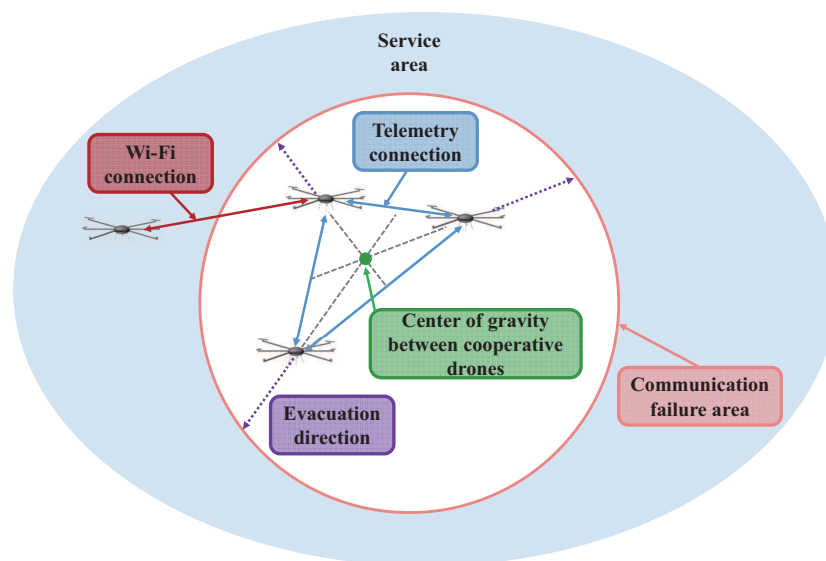 Service
area
Telemetry
connection
Wi-Fi
connection
Center of gravity
between cooperative
drones
Communication
failure area
Evacuation
direction